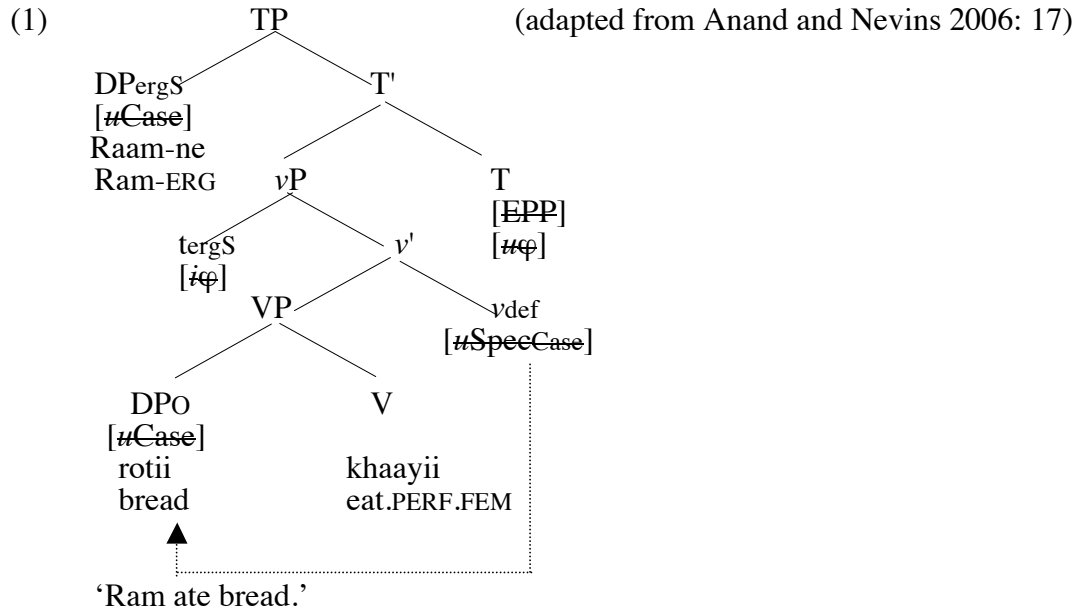 (1) TP (adapted from Anand and Nevins 2006: 17)
DPergS T'
[uCase]
Raam-ne
Ram-ERG vP T
[EPP]
[uφ]
tergS v'
[iφ]
VP vdef
[uSpecCase]
DPO V
[uCase]
rotii khaayii
bread eat.PERF.FEM
‘Ram ate bread.’